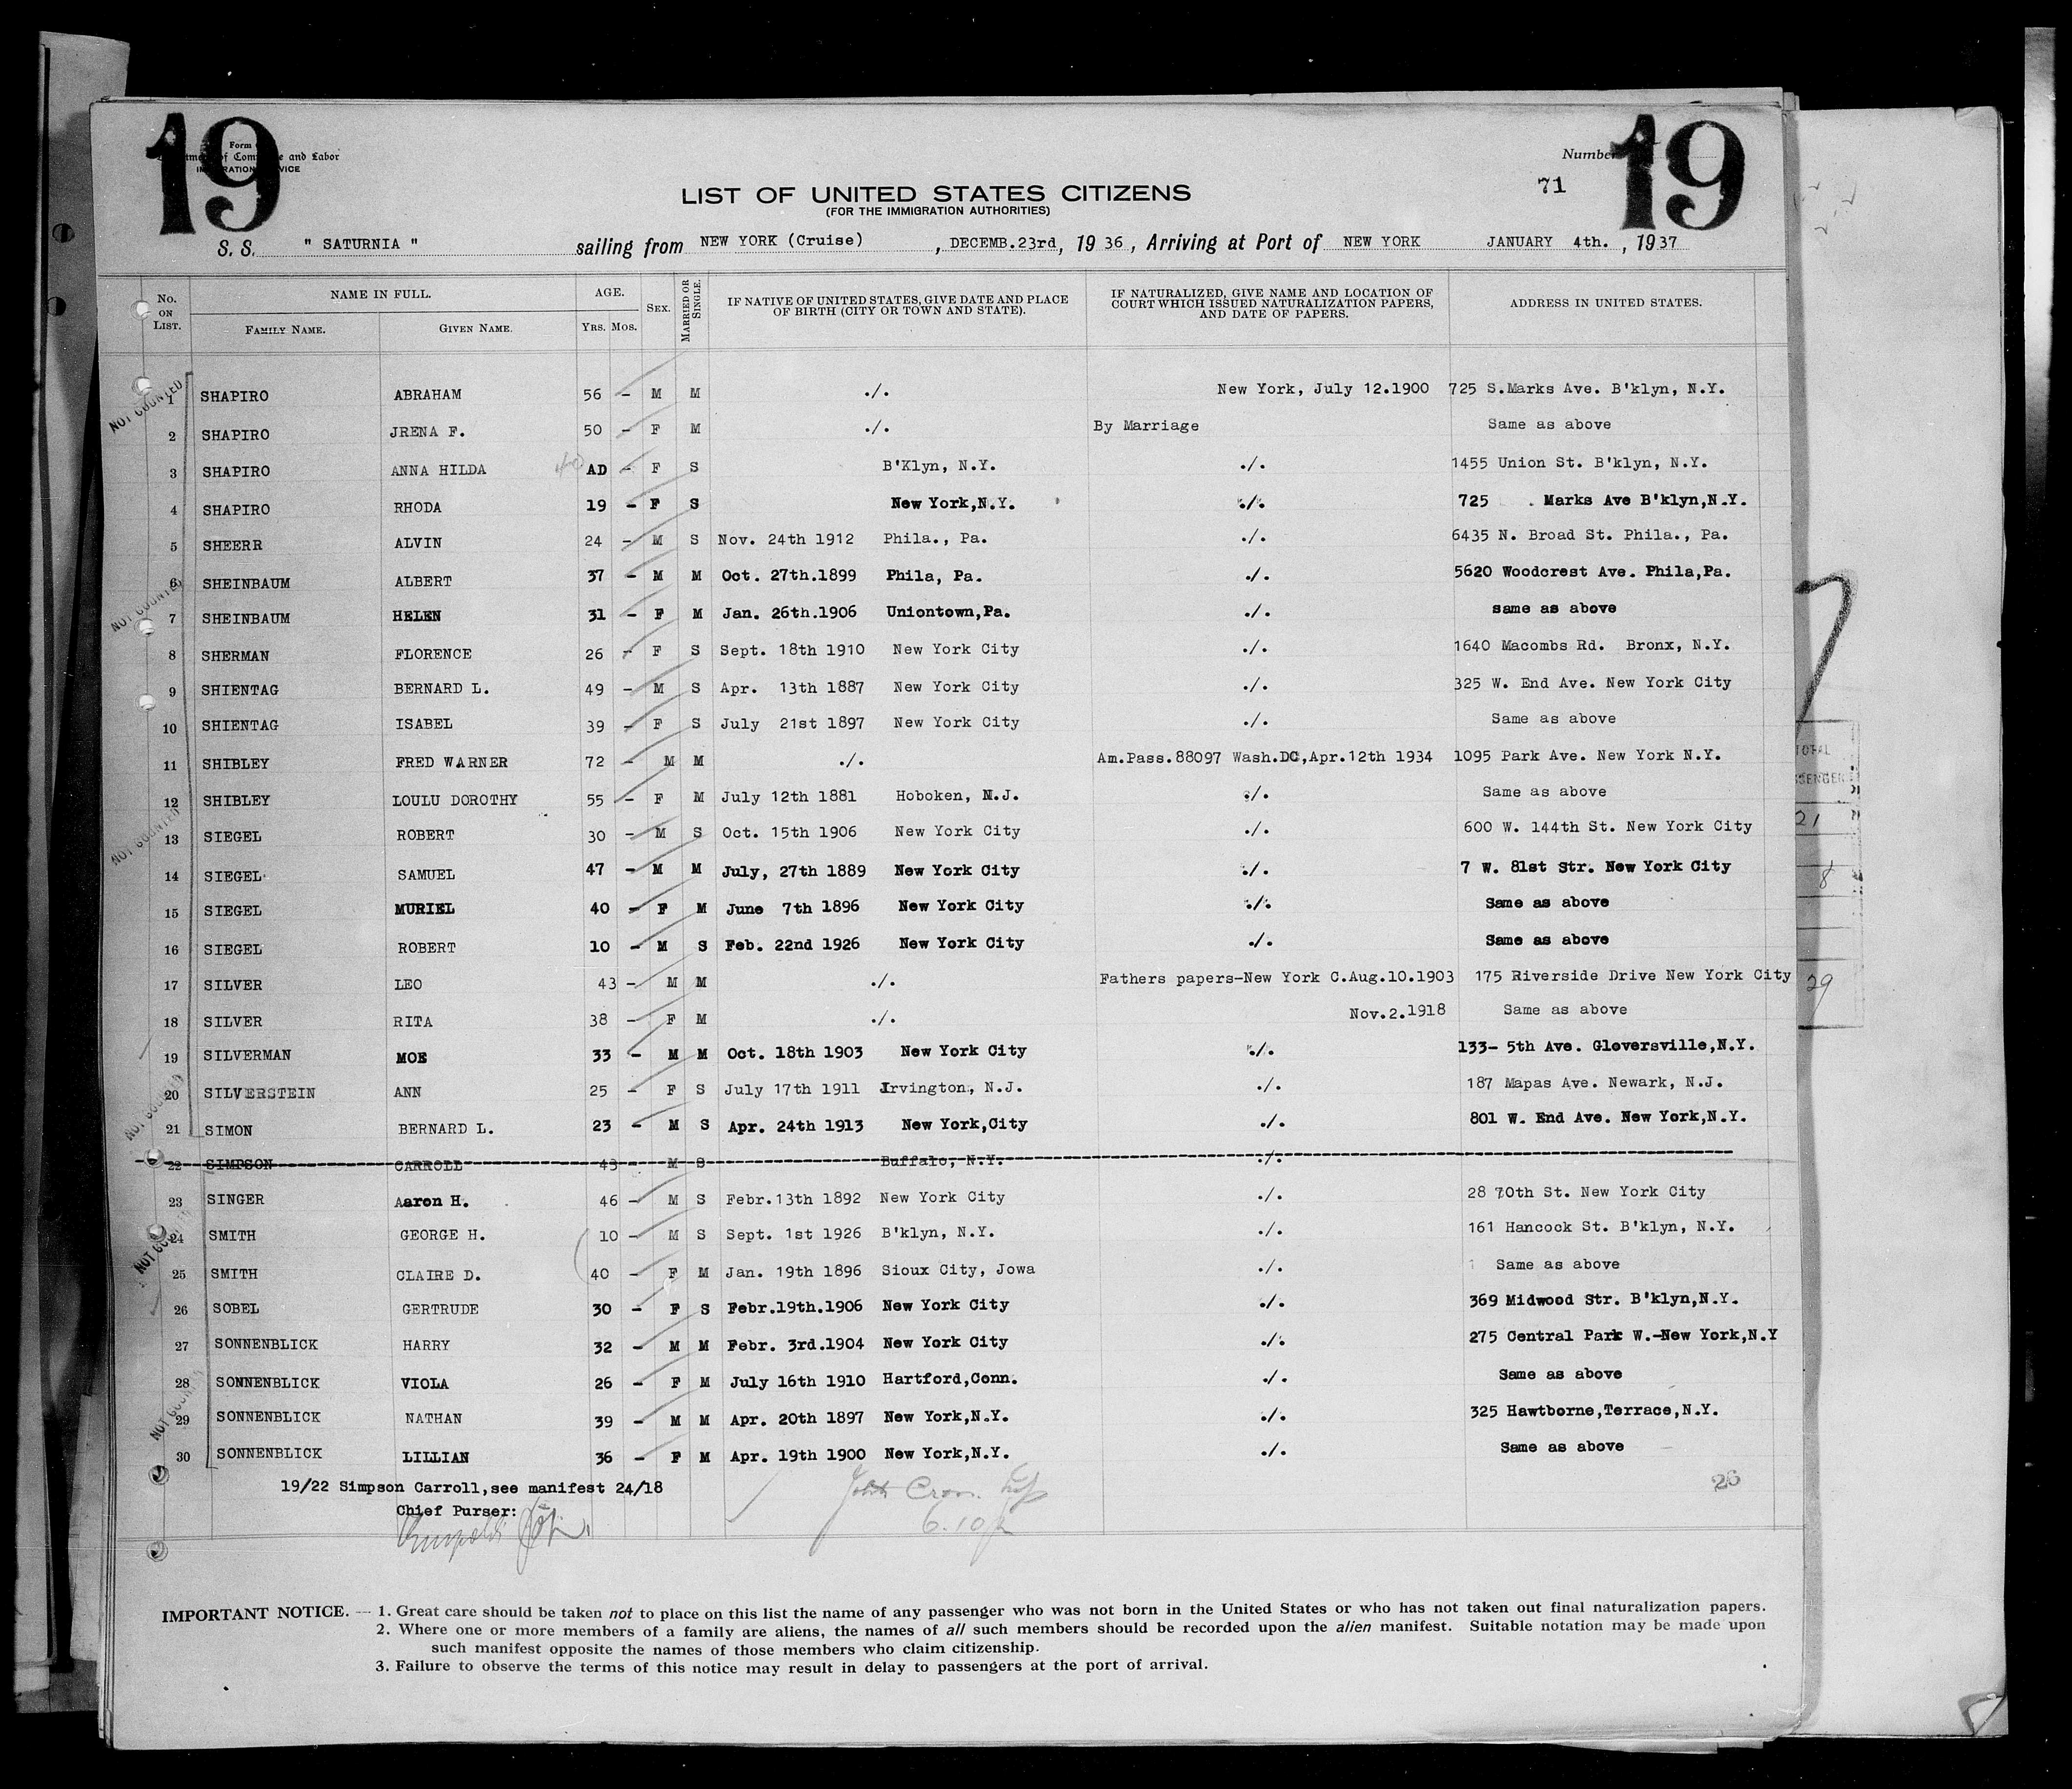 19
19
Form
Department of Commerce and Labor
IMMIGRATION SERVICE
Number
71
LIST OF UNITED STATES CITIZENS
(FOR THE IMMIGRATION AUTHORITIES)
S. S. " SATURNIA " sailing from NEW YORK (Cruise) , DECEMB.23rd, 1936, Arriving at Port of NEW YORK JANUARY 4th. , 1937
No. ON LIST. NAME IN FULL. FAMILY NAME. GIVEN NAME. AGE. YRS. MOS. SEX. MARRIED OR SINGLE. IF NATIVE OF UNITED STATES, GIVE DATE AND PLACE OF BIRTH (CITY OR TOWN AND STATE). IF NATURALIZED, GIVE NAME AND LOCATION OF COURT WHICH ISSUED NATURALIZATION PAPERS, AND DATE OF PAPERS. ADDRESS IN UNITED STATES.
NOT COUNTED
1 SHAPIRO ABRAHAM 56 - M M ./. New York, July 12.1900 725 S.Marks Ave. B'klyn, N.Y.
2 SHAPIRO JRENA F. 50 - F M ./. By Marriage Same as above
3 SHAPIRO ANNA HILDA 40 AD - F S B'Klyn, N.Y. ./. 1455 Union St. B'klyn, N.Y.
4 SHAPIRO RHODA 19 - F S New York,N.Y. ./. 725 . Marks Ave B'klyn,N.Y.
5 SHEERR ALVIN 24 - M S Nov. 24th 1912 Phila., Pa. ./. 6435 N. Broad St. Phila., Pa.
6 SHEINBAUM ALBERT 37 - M M Oct. 27th.1899 Phila, Pa. ./. 5620 Woodcrest Ave. Phila,Pa.
NOT COUNTED
7 SHEINBAUM HELEN 31 - F M Jan. 26th.1906 Uniontown,Pa. ./. same as above
8 SHERMAN FLORENCE 26 - F S Sept. 18th 1910 New York City ./. 1640 Macombs Rd. Bronx, N.Y.
9 SHIENTAG BERNARD L. 49 - M S Apr. 13th 1887 New York City ./. 325 W. End Ave. New York City
10 SHIENTAG ISABEL 39 - F S July 21st 1897 New York City ./. Same as above
11 SHIBLEY FRED WARNER 72 - M M ./. Am.Pass.88097 Wash.DC,Apr.12th 1934 1095 Park Ave. New York N.Y.
12 SHIBLEY LOULU DOROTHY 55 - F M July 12th 1881 Hoboken, N.J. ./. Same as above
NOT COUNTED
13 SIEGEL ROBERT 30 - M S Oct. 15th 1906 New York City ./. 600 W. 144th St. New York City
14 SIEGEL SAMUEL 47 - M M July, 27th 1889 New York City ./. 7 W. 81st Str. New York City
15 SIEGEL MURIEL 40 - F M June 7th 1896 New York City ./. Same as above
16 SIEGEL ROBERT 10 - M S Feb. 22nd 1926 New York City ./. Same as above
17 SILVER LEO 43 - M M ./. Fathers papers-New York C.Aug.10.1903 175 Riverside Drive New York City
18 SILVER RITA 38 - F M ./. Nov.2.1918 Same as above
19 SILVERMAN MOE 33 - M M Oct. 18th 1903 New York City ./. 133- 5th Ave. Gloversville,N.Y.
NOT COUNTED
20 SILVERSTEIN ANN 25 - F S July 17th 1911 Irvington, N.J. ./. 187 Mapas Ave. Newark, N.J.
21 SIMON BERNARD L. 23 - M S Apr. 24th 1913 New York,City ./. 801 W. End Ave. New York,N.Y.
22 SIMPSON CARROLL 43 - M S Buffalo, N.Y. ./.
23 SINGER Aaron H. 46 - M S Febr.13th 1892 New York City ./. 28 70th St. New York City
NOT COUNTED
24 SMITH GEORGE H. 10 - M S Sept. 1st 1926 B'klyn, N.Y. ./. 161 Hancock St. B'klyn, N.Y.
25 SMITH CLAIRE D. 40 - F M Jan. 19th 1896 Sioux City, Jowa ./. Same as above
26 SOBEL GERTRUDE 30 - F S Febr.19th.1906 New York City ./. 369 Midwood Str. B'klyn,N.Y.
27 SONNENBLICK HARRY 32 - M M Febr. 3rd.1904 New York City ./. 275 Central Park W.-New York,N.Y
28 SONNENBLICK VIOLA 26 - F M July 16th 1910 Hartford,Conn. ./. Same as above
NOT COUNTED
29 SONNENBLICK NATHAN 39 - M M Apr. 20th 1897 New York,N.Y. ./. 325 Hawtborne,Terrace,N.Y.
30 SONNENBLICK LILLIAN 36 - F M Apr. 19th 1900 New York,N.Y. ./. Same as above
19/22 Simpson Carroll,see manifest 24/18
Chief Purser:
6.10 p
26
TOTAL
21
8
29
IMPORTANT NOTICE. — 1. Great care should be taken not to place on this list the name of any passenger who was not born in the United States or who has not taken out final naturalization papers.
2. Where one or more members of a family are aliens, the names of all such members should be recorded upon the alien manifest. Suitable notation may be made upon
such manifest opposite the names of those members who claim citizenship.
3. Failure to observe the terms of this notice may result in delay to passengers at the port of arrival.